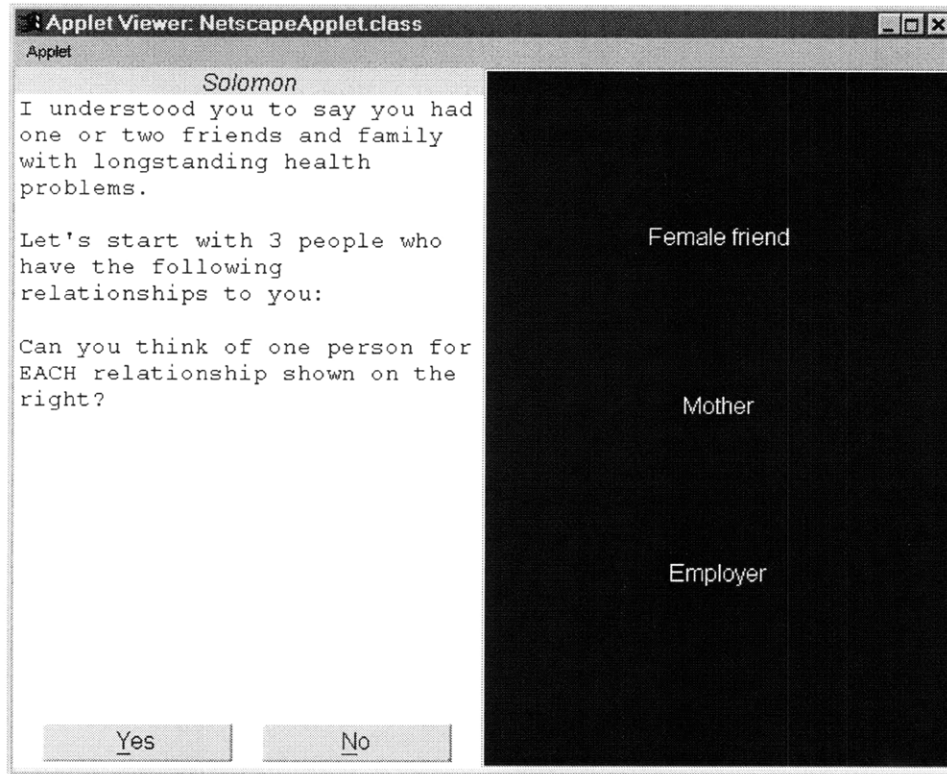 Applet Viewer: NetscapeApplet.class
Applet
Solomon
I understood you to say you had
one or two friends and family
with longstanding health
problems.
Let's start with 3 people who
have the following
relationships to you:
Can you think of one person for
EACH relationship shown on the
right?
Yes
No
Female friend
Mother
Employer